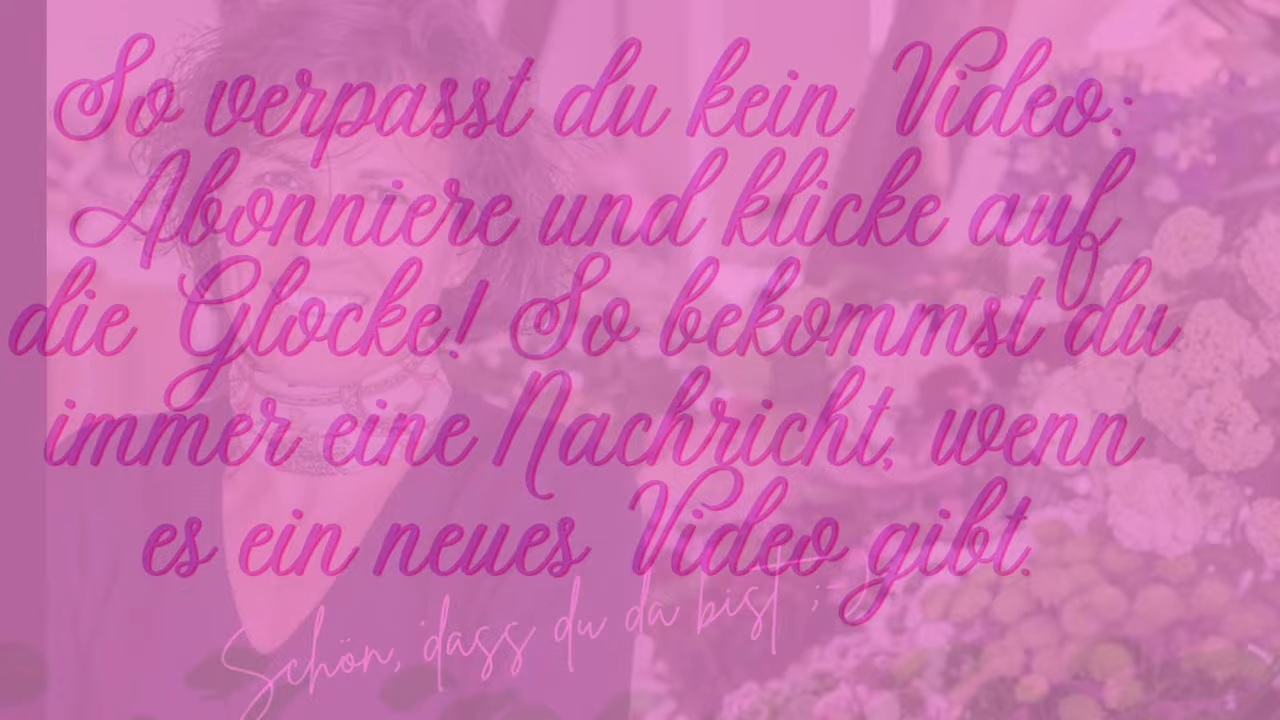 So verpasst du kein Video:
Abonniere und klicke auf
die Glocke! So bekommst du
immer eine Nachricht, wenn
es ein neues Video gibt.
Schön, dass du da bist ;-